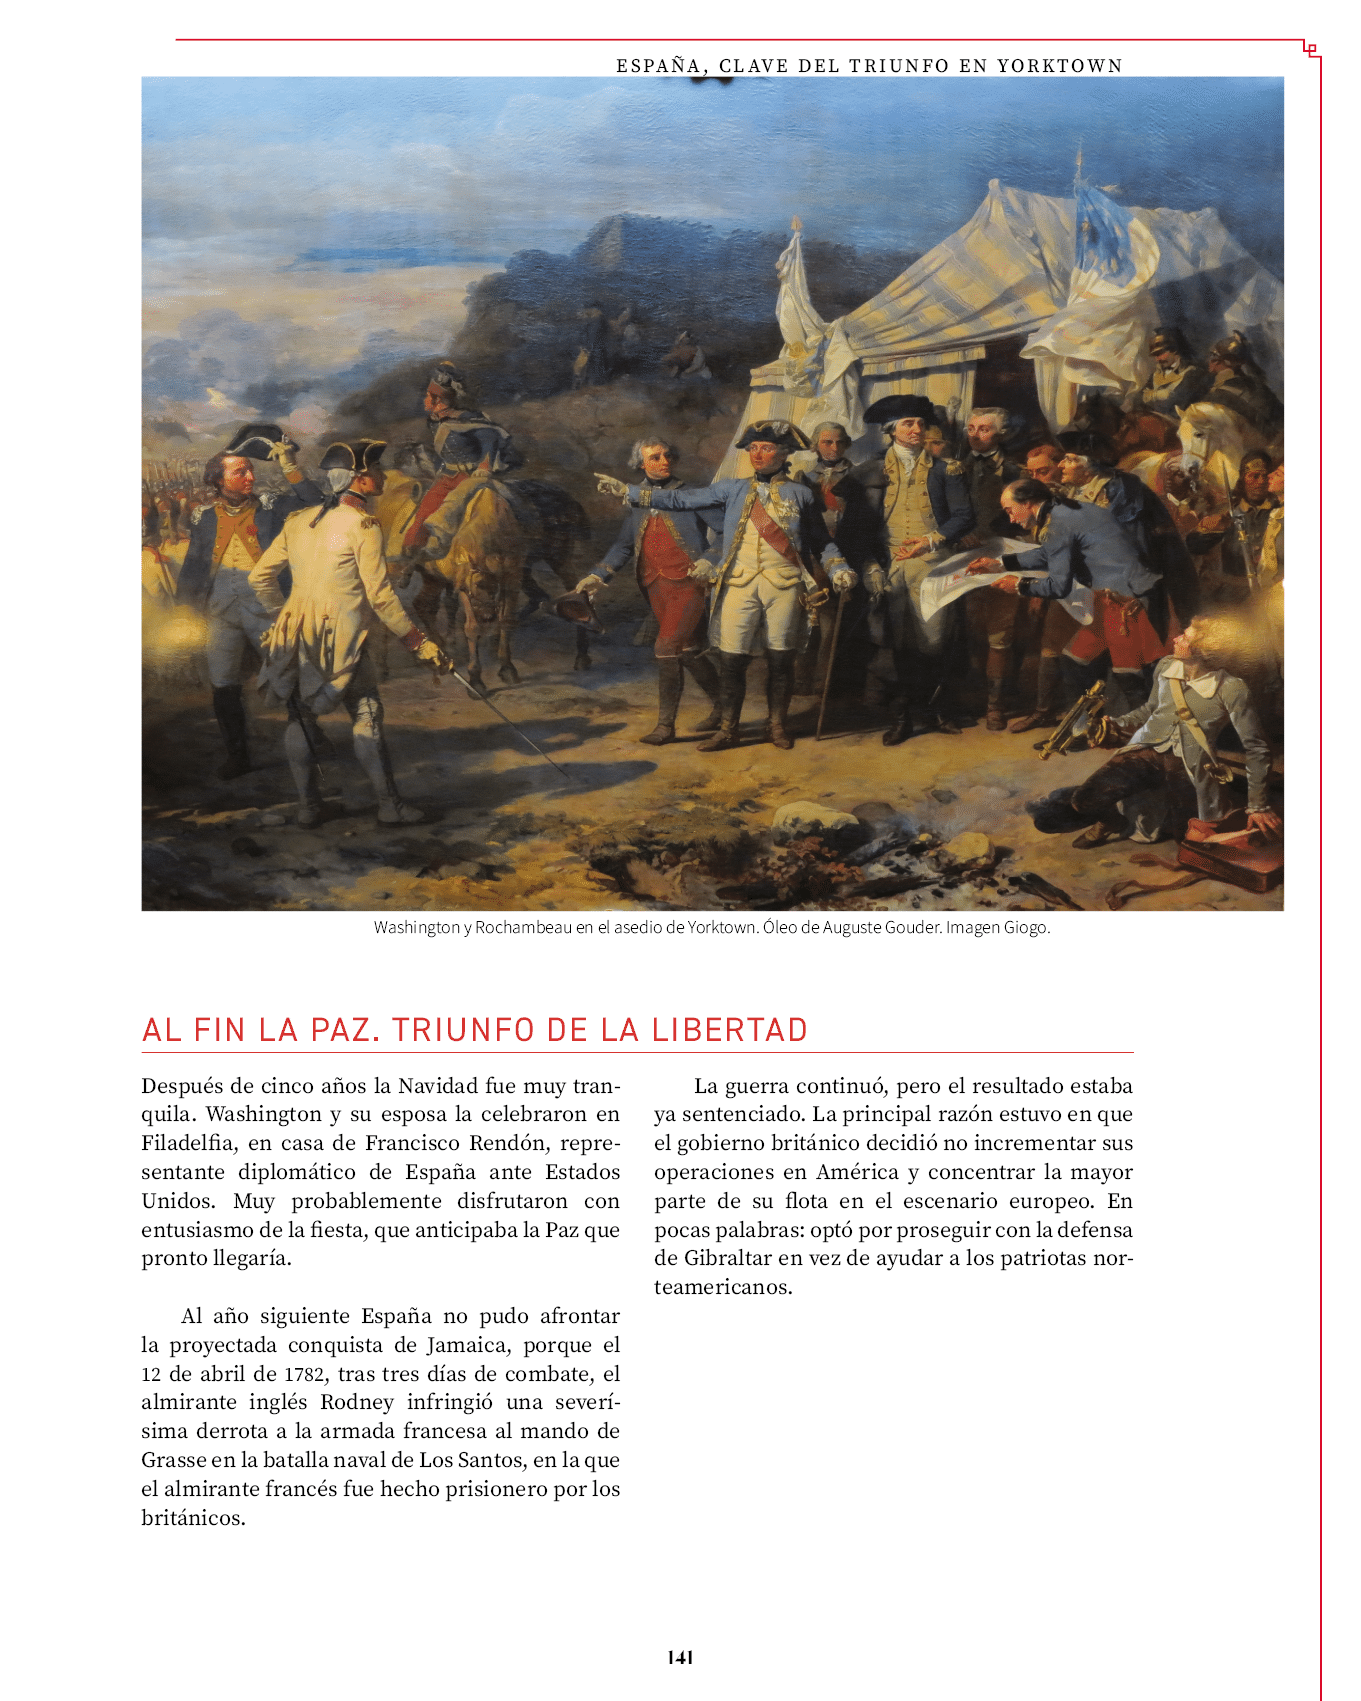 ESPAÑA, CLAVE DEL TRIUNFO EN YORKTOWN
Washington y Rochambeau en el asedio de Yorktown. Óleo de Auguste Gouder. Imagen Giogo.
AL FIN LA PAZ. TRIUNFO DE LA LIBERTAD
Después de cinco años la Navidad fue muy tran-
quila. Washington y su esposa la celebraron en
Filadelfia, en casa de Francisco Rendón, repre-
sentante diplomático de España ante Estados
Unidos. Muy probablemente disfrutaron con
entusiasmo de la fiesta, que anticipaba la Paz que
pronto llegaría.
Al año siguiente España no pudo afrontar
la proyectada conquista de Jamaica, porque el
12 de abril de 1782, tras tres días de combate, el
almirante inglés Rodney infringió una severí-
sima derrota a la armada francesa al mando de
Grasse en la batalla naval de Los Santos, en la que
el almirante francés fue hecho prisionero por los
británicos.
La guerra continuó, pero el resultado estaba
ya sentenciado. La principal razón estuvo en que
el gobierno británico decidió no incrementar sus
operaciones en América y concentrar la mayor
parte de su flota en el escenario europeo. En
pocas palabras: optó por proseguir con la defensa
de Gibraltar en vez de ayudar a los patriotas nor-
teamericanos.
141